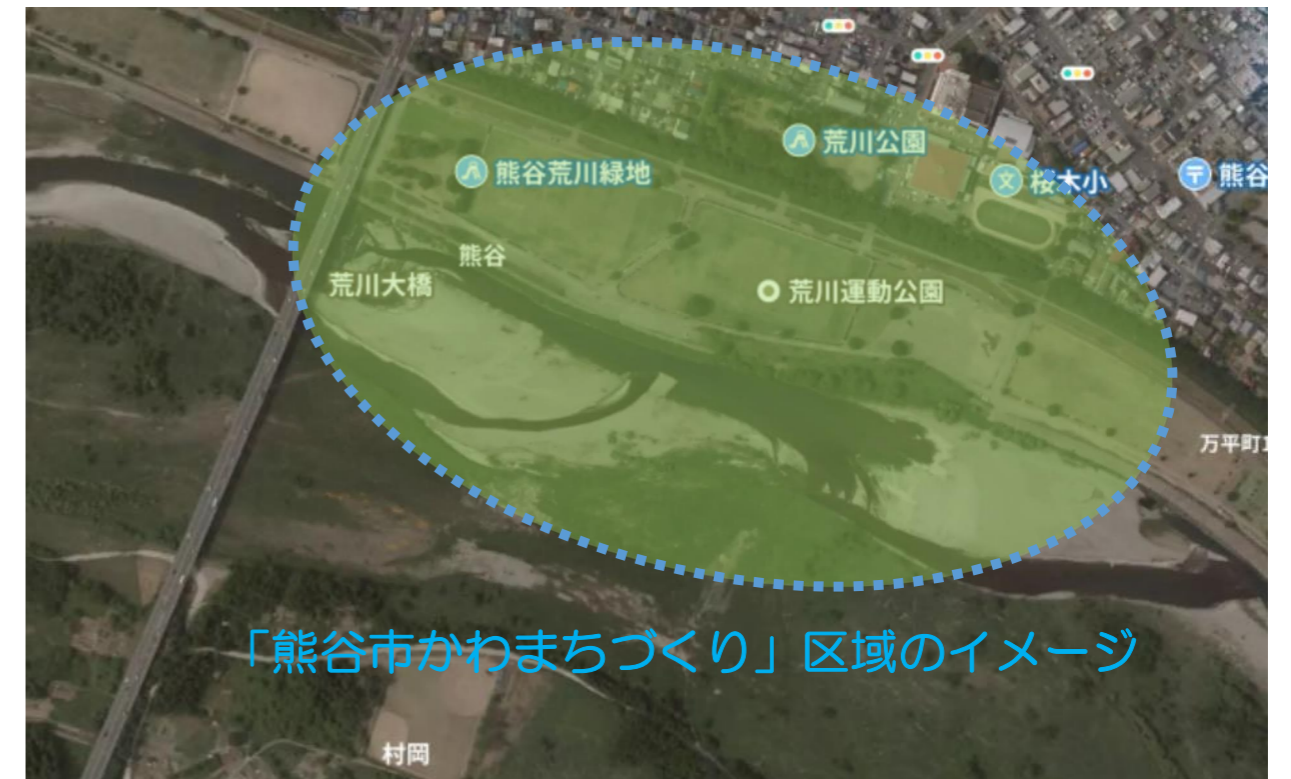 荒川公園
熊谷荒川緑地
桜木小
熊谷
熊谷
荒川大橋
荒川運動公園
万平町
「熊谷市かわまちづくり」区域のイメージ
村岡